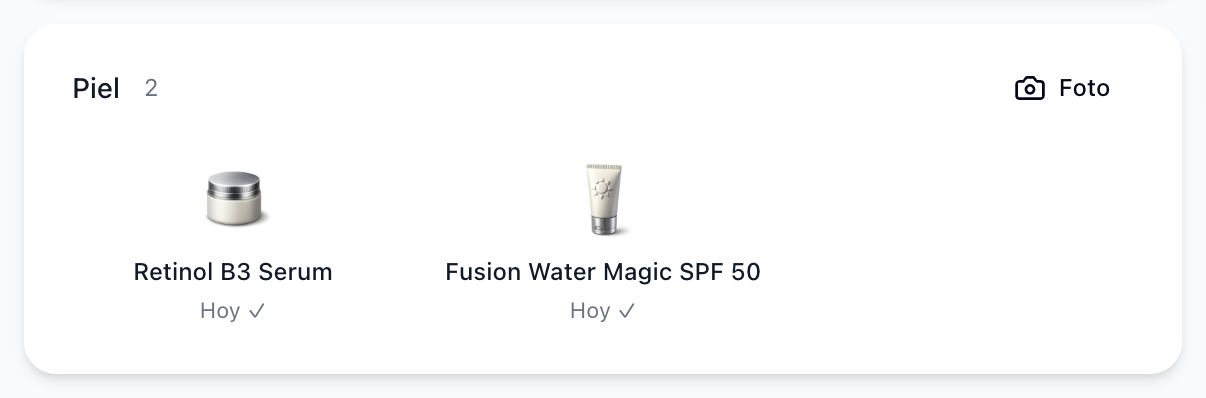 Piel 2
Foto
Retinol B3 Serum
Hoy ✓
Fusion Water Magic SPF 50
Hoy ✓